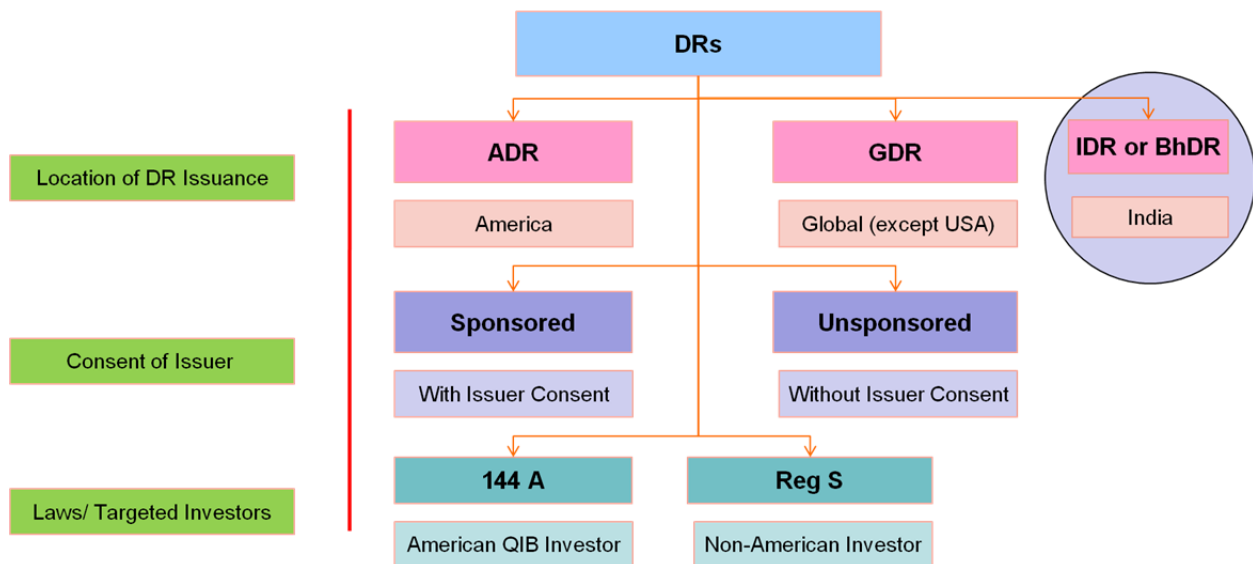 DRs
Location of DR Issuance
ADR
GDR
IDR or BhDR
America
Global (except USA)
India
Consent of Issuer
Sponsored
Unsponsored
With Issuer Consent
Without Issuer Consent
Laws/ Targeted Investors
144 A
Reg S
American QIB Investor
Non-American Investor